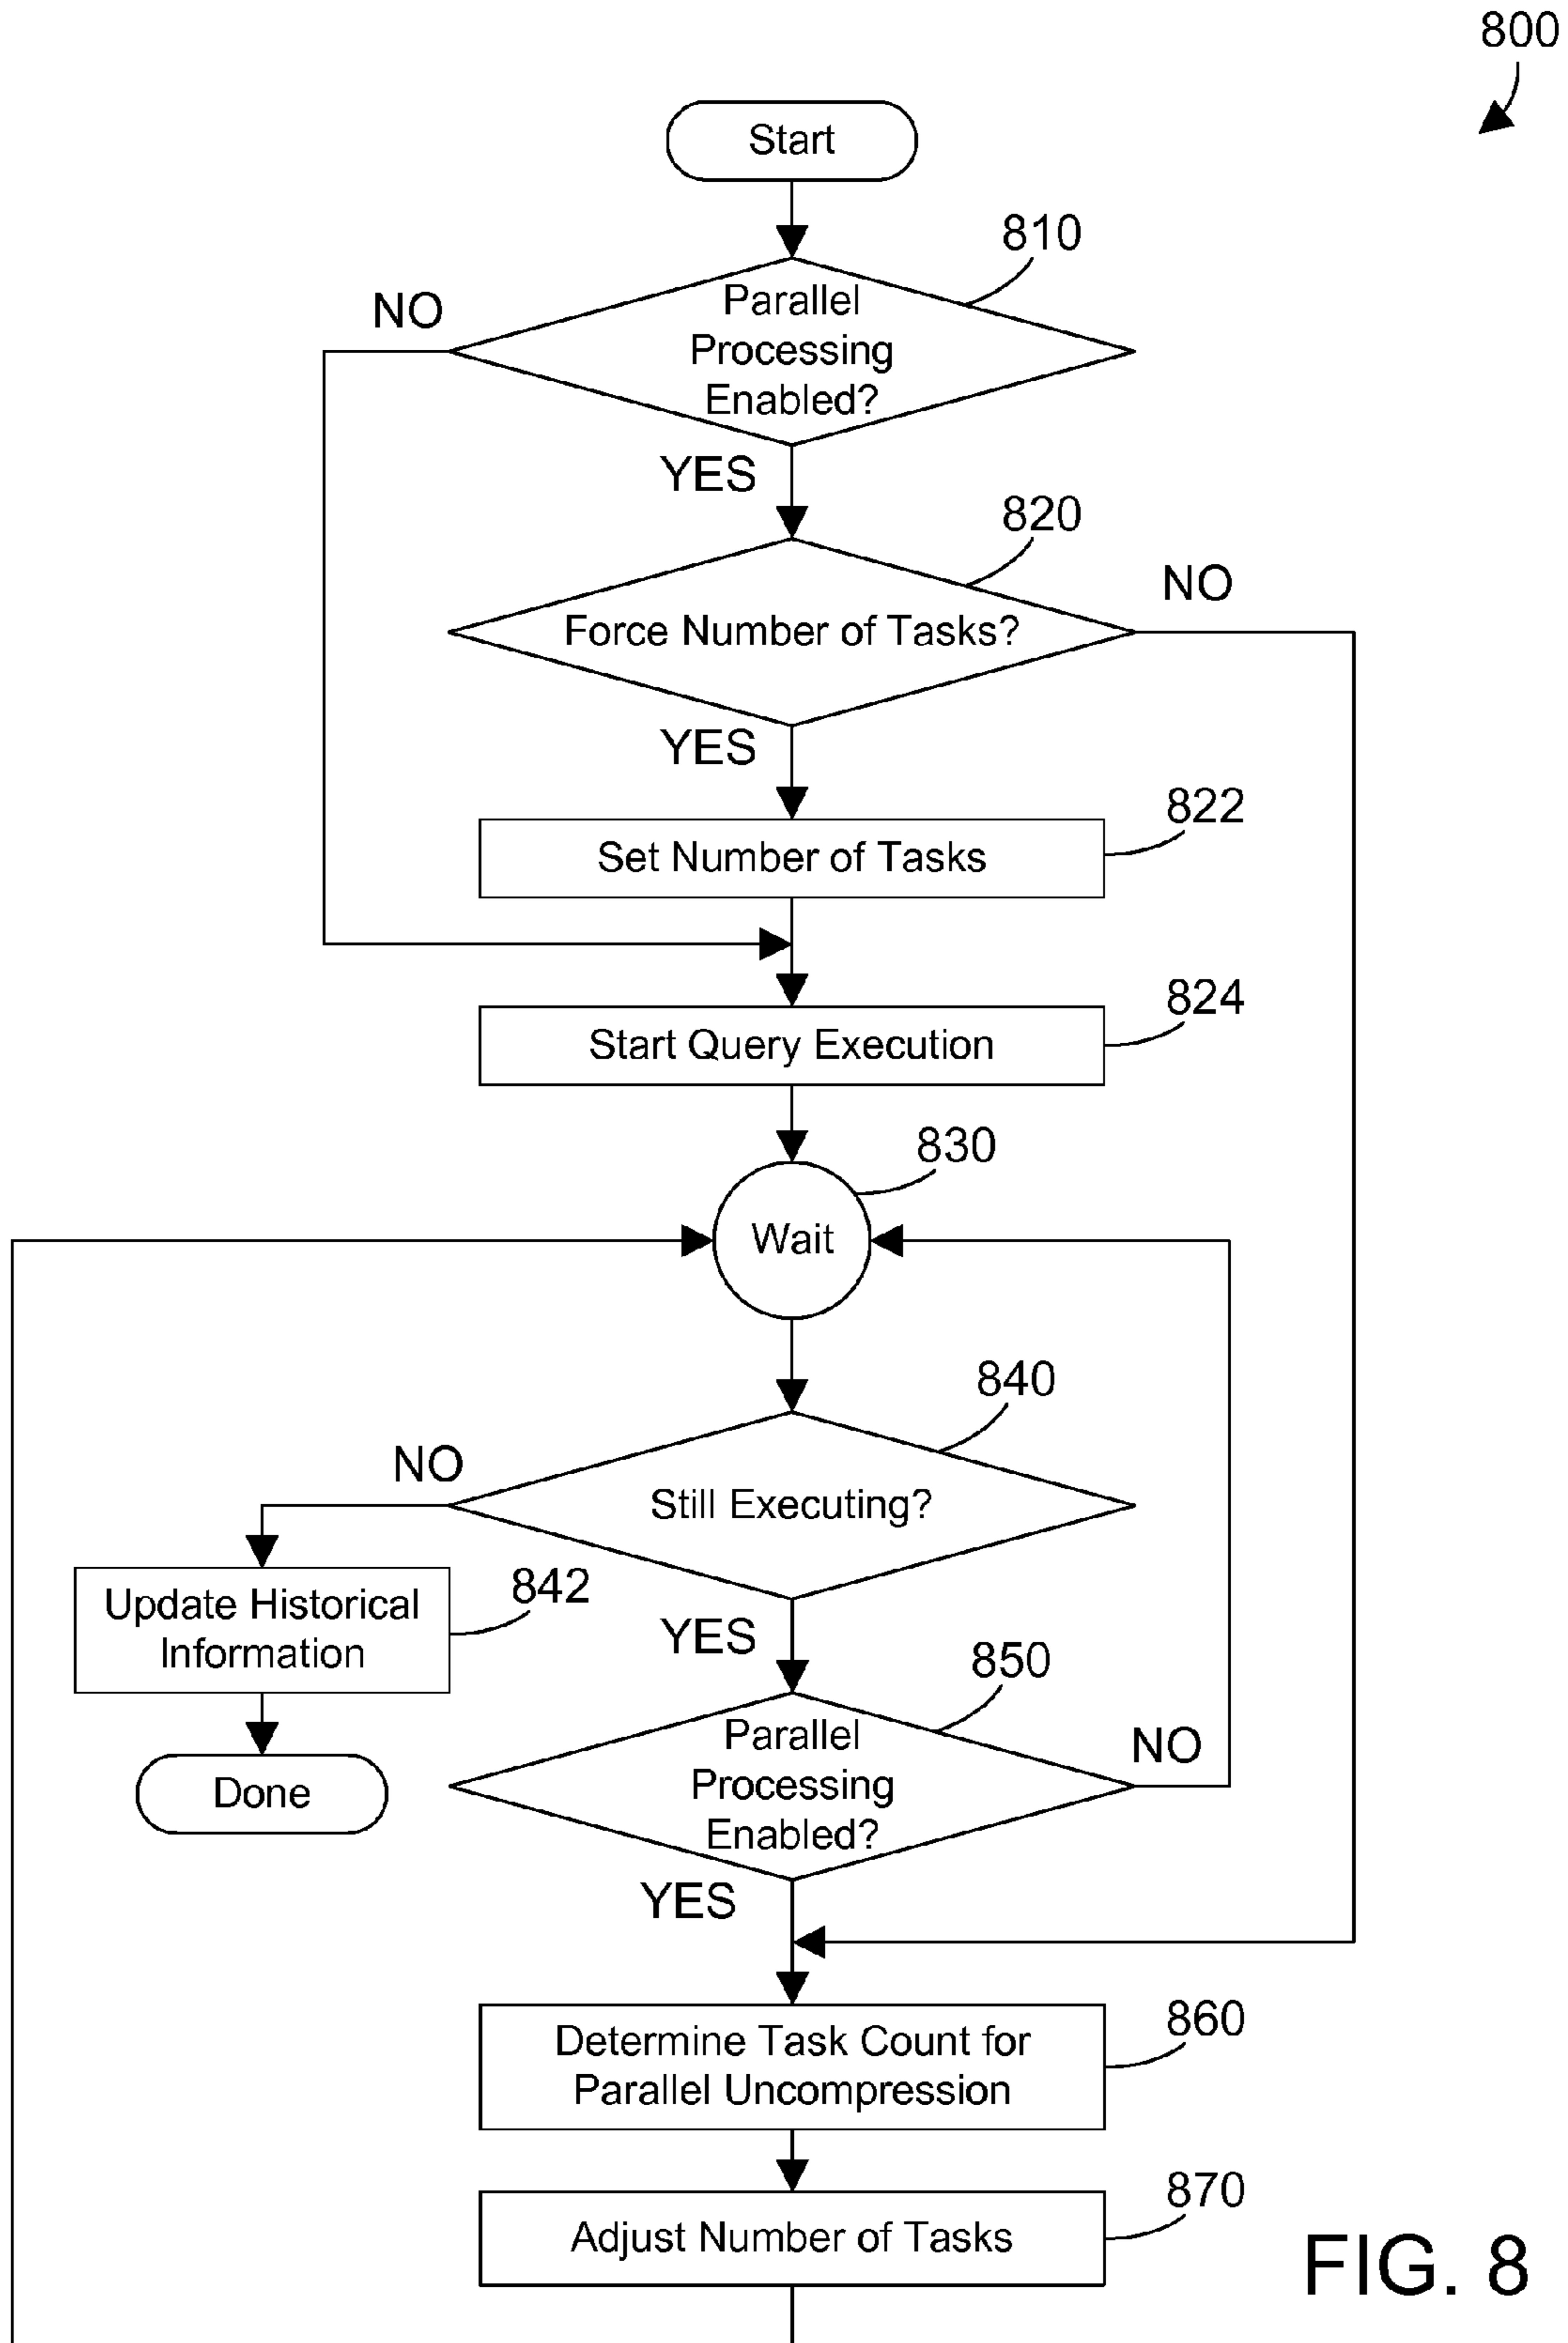 800
Start
810
NO
Parallel
Processing
Enabled?
YES
820
NO
Force Number of Tasks?
YES
822
Set Number of Tasks
824
Start Query Execution
830
Wait
840
NO
Still Executing?
842
Update Historical
Information
YES
850
Parallel
Processing
Enabled?
NO
Done
YES
860
Determine Task Count for
Parallel Uncompression
870
Adjust Number of Tasks
FIG. 8